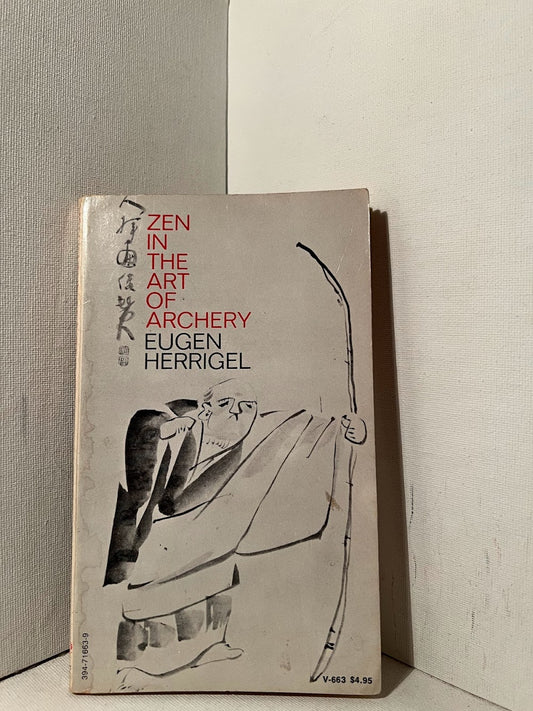 ZEN
IN
THE
ART
OF
ARCHERY
EUGEN
HERRIGEL
394-71663-9
V-663 $4.95